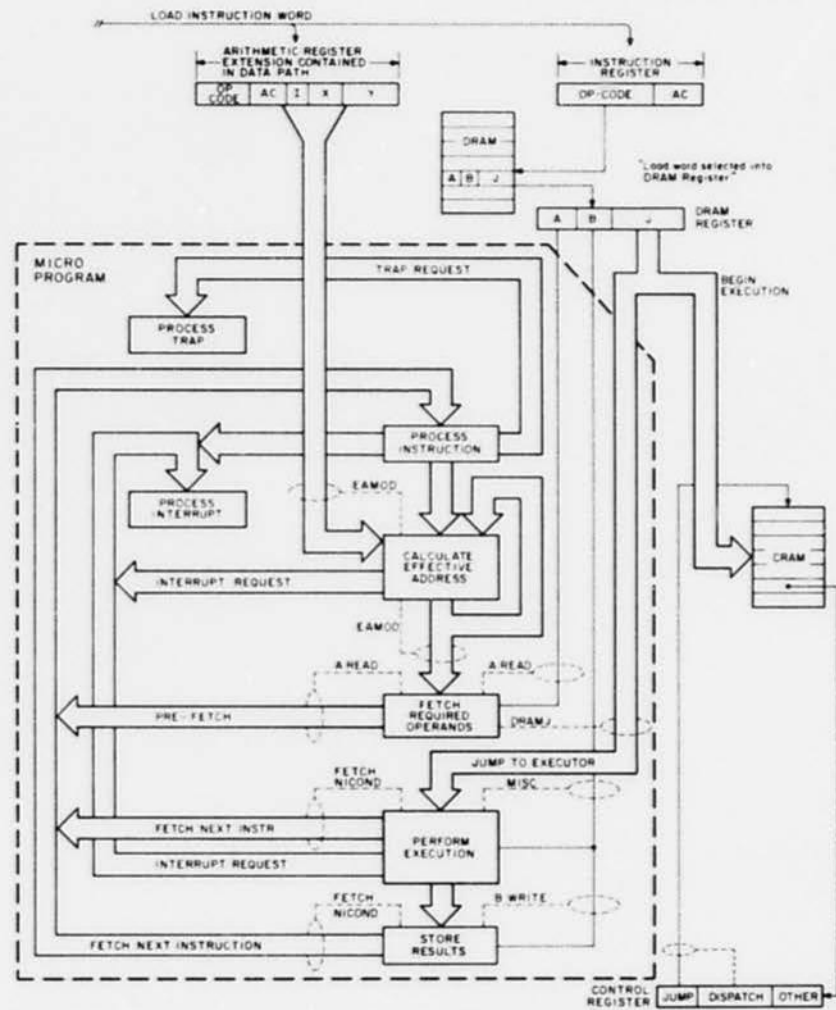 LOAD INSTRUCTION WORD
ARITHMETIC REGISTER
EXTENSION CONTAINED
IN DATA PATH
INSTRUCTION
REGISTER
OP
CODE
AC
I
X
Y
OP-CODE
AC
DRAM
A
B
J
"Load word selected into
DRAM Register"
A
B
J
DRAM
REGISTER
MICRO
PROGRAM
TRAP REQUEST
BEGIN
EXECUTION
PROCESS
TRAP
PROCESS
INSTRUCTION
PROCESS
INTERRUPT
EAMOD
CALCULATE
EFFECTIVE
ADDRESS
CRAM
INTERRUPT REQUEST
EAMOD
A READ
A READ
PRE-FETCH
FETCH
REQUIRED
OPERANDS
DRAMJ
JUMP TO EXECUTOR
FETCH
NICOND
MISC
FETCH NEXT INSTR
PERFORM
EXECUTION
INTERRUPT REQUEST
FETCH
NICOND
B WRITE
FETCH NEXT INSTRUCTION
STORE
RESULTS
CONTROL
REGISTER
JUMP
DISPATCH
OTHER